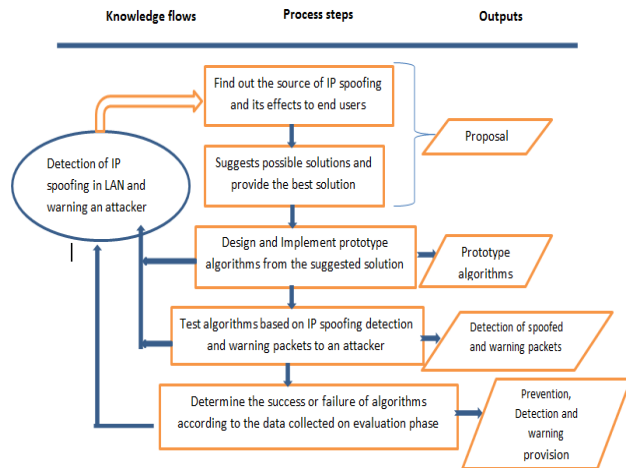 Knowledge flows
Process steps
Outputs
Find out the source of IP spoofing
and its effects to end users
Proposal
Detection of IP
spoofing in LAN and
warning an attacker
Suggests possible solutions and
provide the best solution
Design and Implement prototype
algorithms from the suggested solution
Prototype
algorithms
Test algorithms based on IP spoofing detection
and warning packets to an attacker
Detection of spoofed
and warning packets
Determine the success or failure of algorithms
according to the data collected on evaluation phase
Prevention,
Detection and
warning
provision